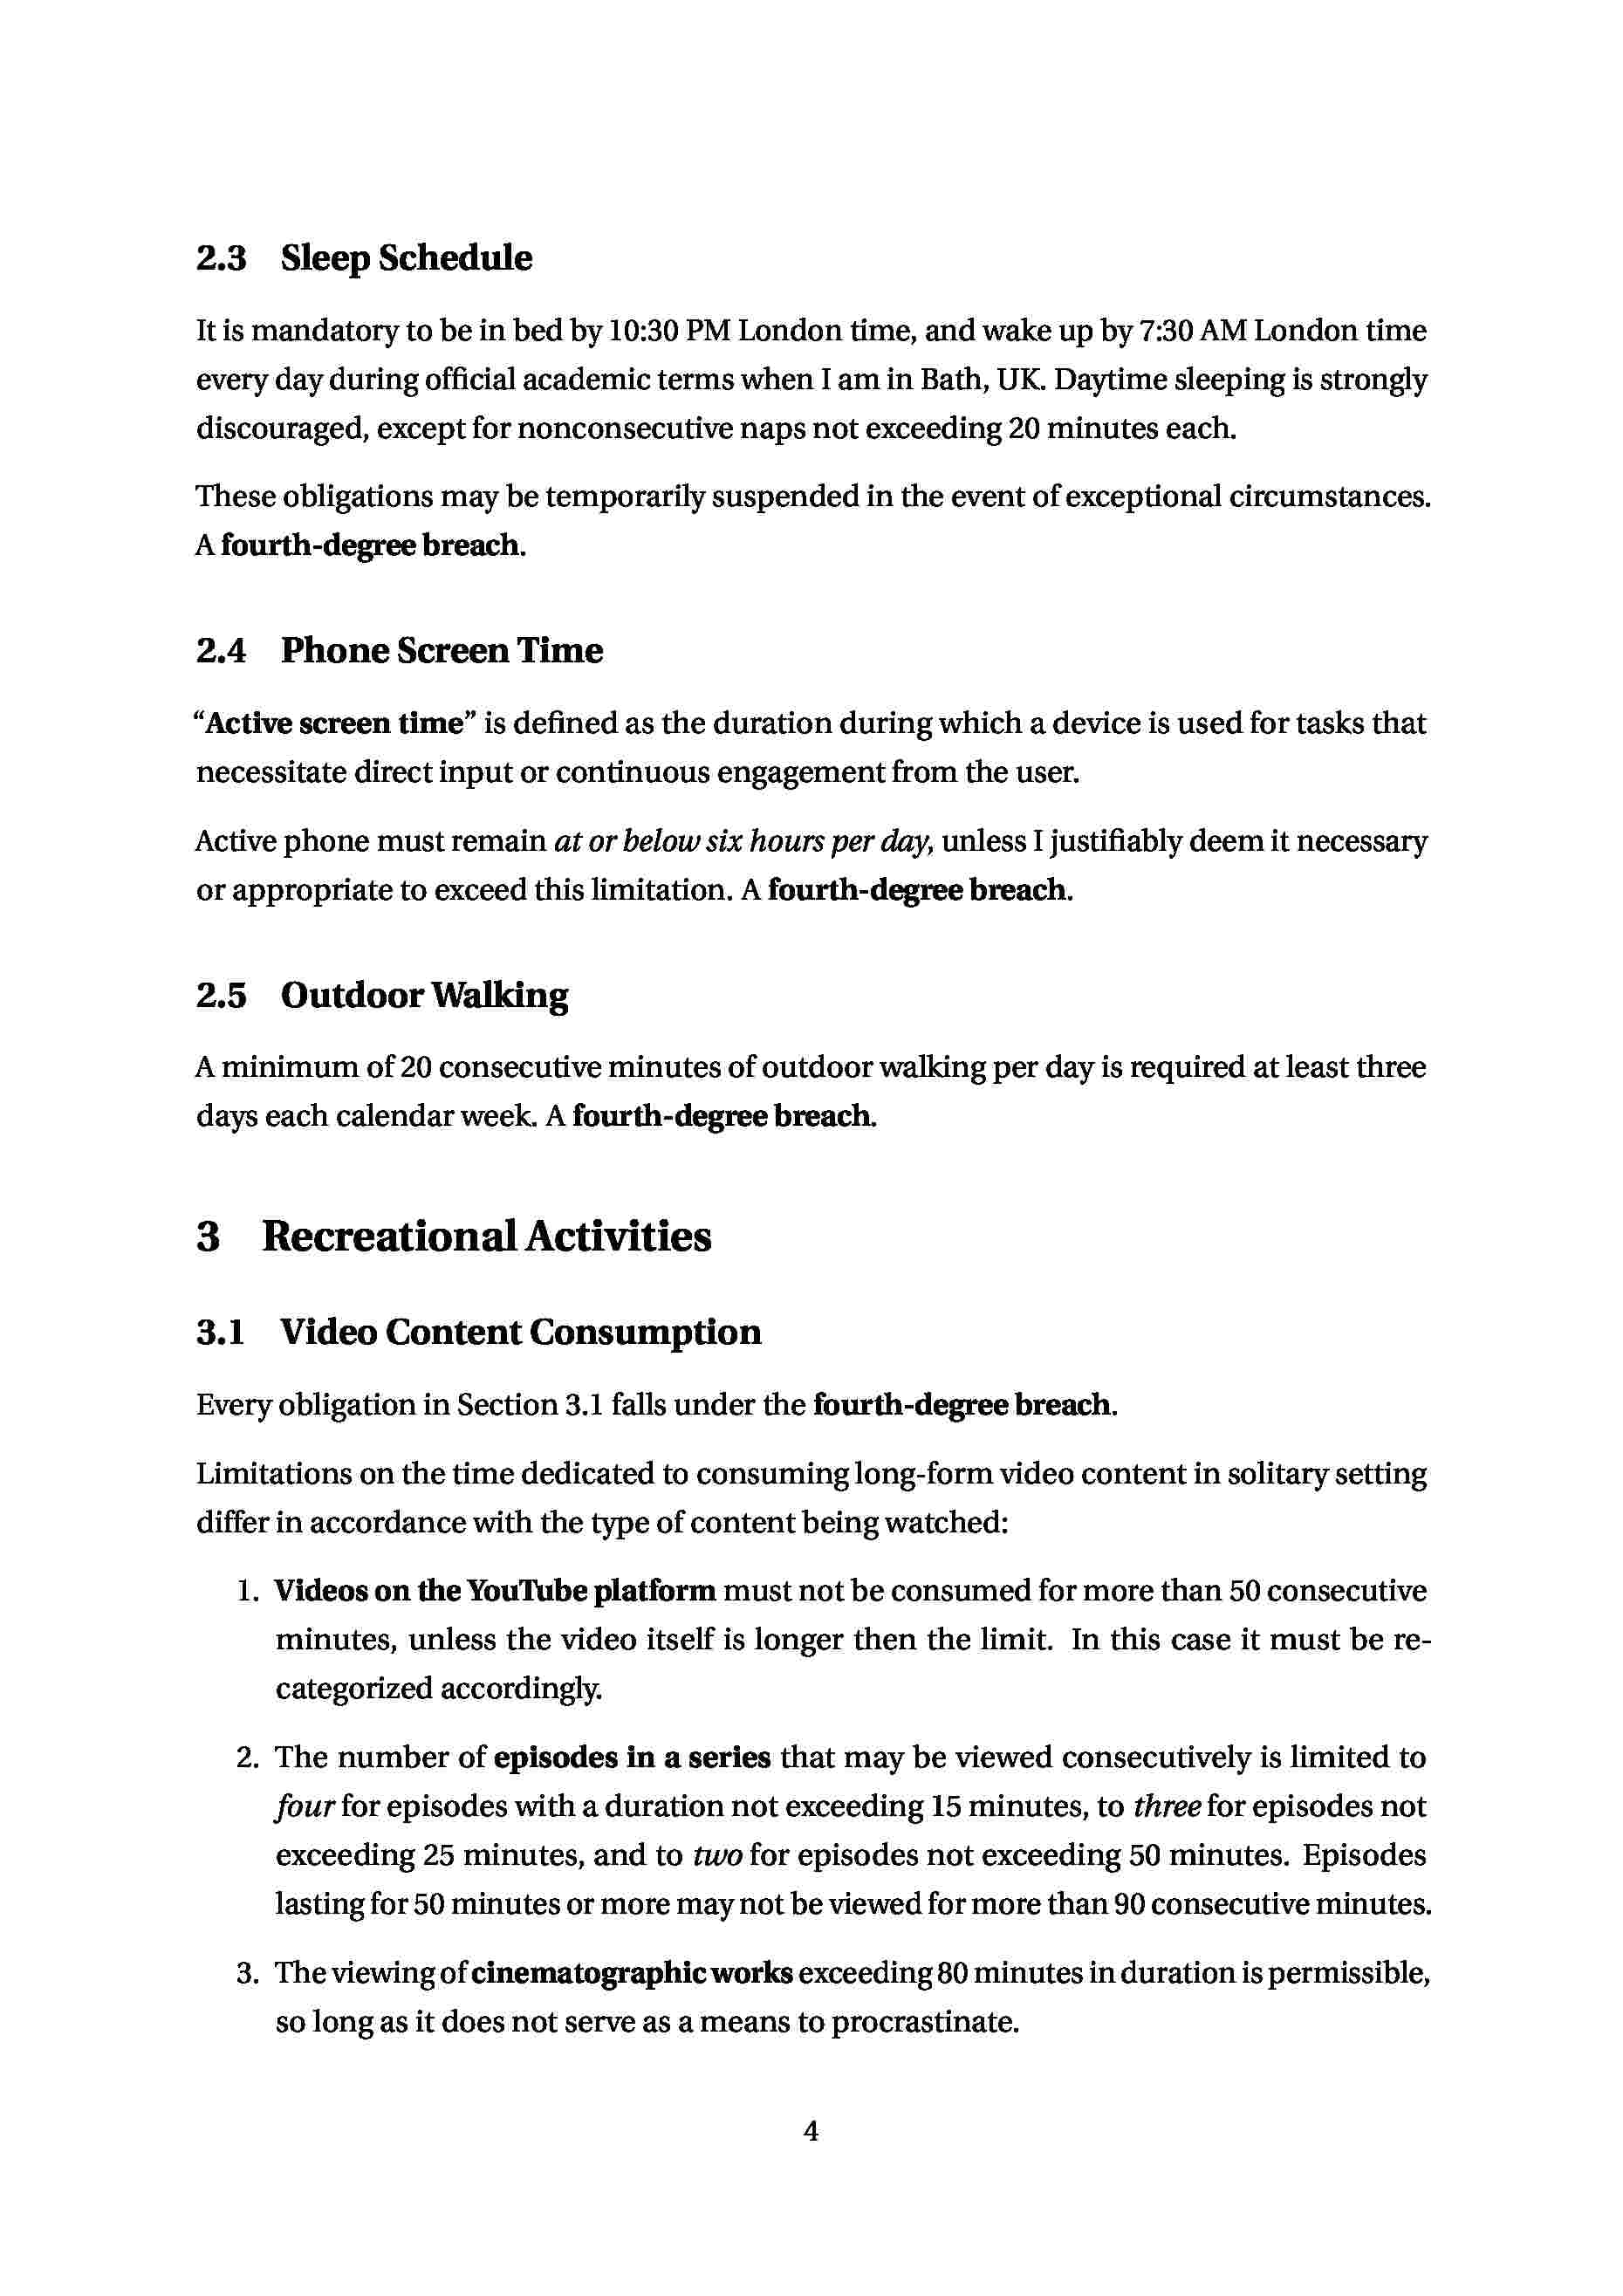 2.3 Sleep Schedule
It is mandatory to be in bed by 10:30 PM London time, and wake up by 7:30 AM London time
every day during official academic terms when I am in Bath, UK. Daytime sleeping is strongly
discouraged, except for nonconsecutive naps not exceeding 20 minutes each.
These obligations may be temporarily suspended in the event of exceptional circumstances.
A fourth-degree breach.
2.4 Phone Screen Time
“Active screen time” is defined as the duration during which a device is used for tasks that
necessitate direct input or continuous engagement from the user.
Active phone must remain at or below six hours per day, unless I justifiably deem it necessary
or appropriate to exceed this limitation. A fourth-degree breach.
2.5 Outdoor Walking
A minimum of 20 consecutive minutes of outdoor walking per day is required at least three
days each calendar week. A fourth-degree breach.
3 Recreational Activities
3.1 Video Content Consumption
Every obligation in Section 3.1 falls under the fourth-degree breach.
Limitations on the time dedicated to consuming long-form video content in solitary setting
differ in accordance with the type of content being watched:
1. Videos on the YouTube platform must not be consumed for more than 50 consecutive
minutes, unless the video itself is longer then the limit. In this case it must be re-
categorized accordingly.
2. The number of episodes in a series that may be viewed consecutively is limited to
four for episodes with a duration not exceeding 15 minutes, to three for episodes not
exceeding 25 minutes, and to two for episodes not exceeding 50 minutes. Episodes
lasting for 50 minutes or more may not be viewed for more than 90 consecutive minutes.
3. The viewing of cinematographic works exceeding 80 minutes in duration is permissible,
so long as it does not serve as a means to procrastinate.
4